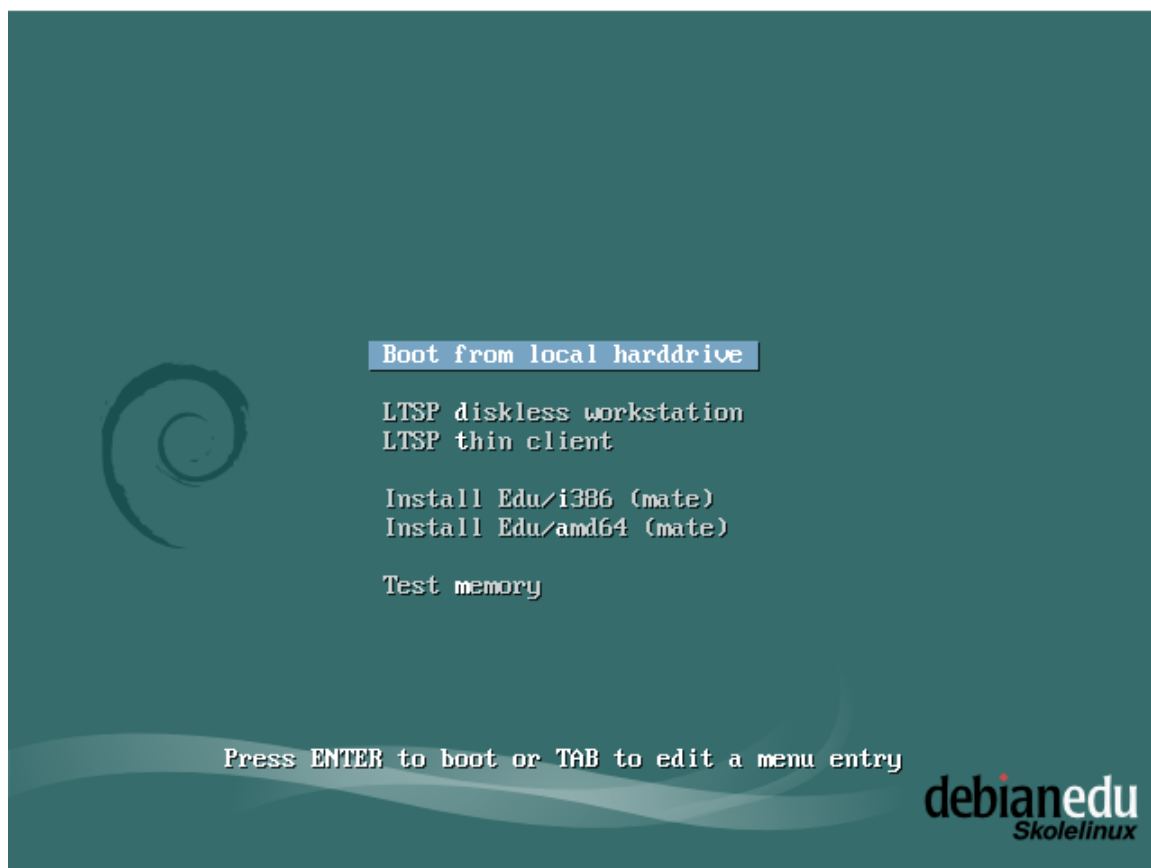 Boot from local harddrive
LTSP diskless workstation
LTSP thin client
Install Edu/i386 (mate)
Install Edu/amd64 (mate)
Test memory
Press ENTER to boot or TAB to edit a menu entry
debianedu
Skolelinux